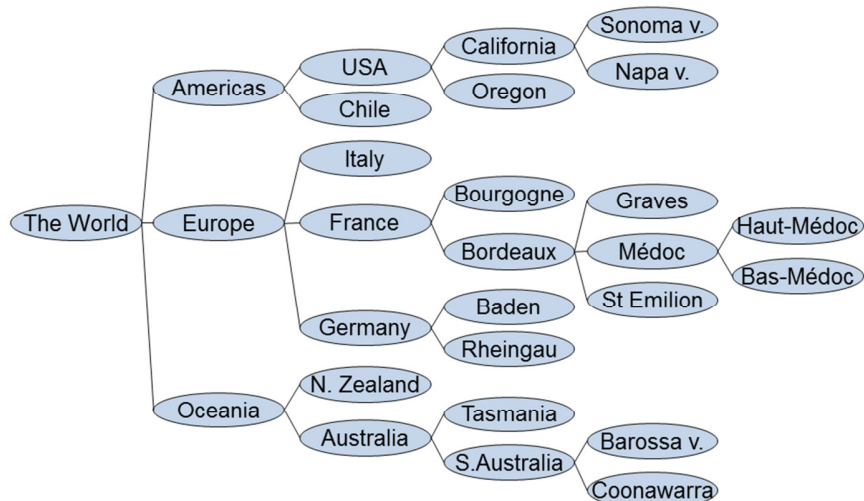 The World
Americas
USA
California
Sonoma v.
Napa v.
Oregon
Chile
Europe
Italy
France
Bourgogne
Bordeaux
Graves
Médoc
Haut-Médoc
Bas-Médoc
St Emilion
Germany
Baden
Rheingau
Oceania
N. Zealand
Australia
Tasmania
S.Australia
Barossa v.
Coonawarra